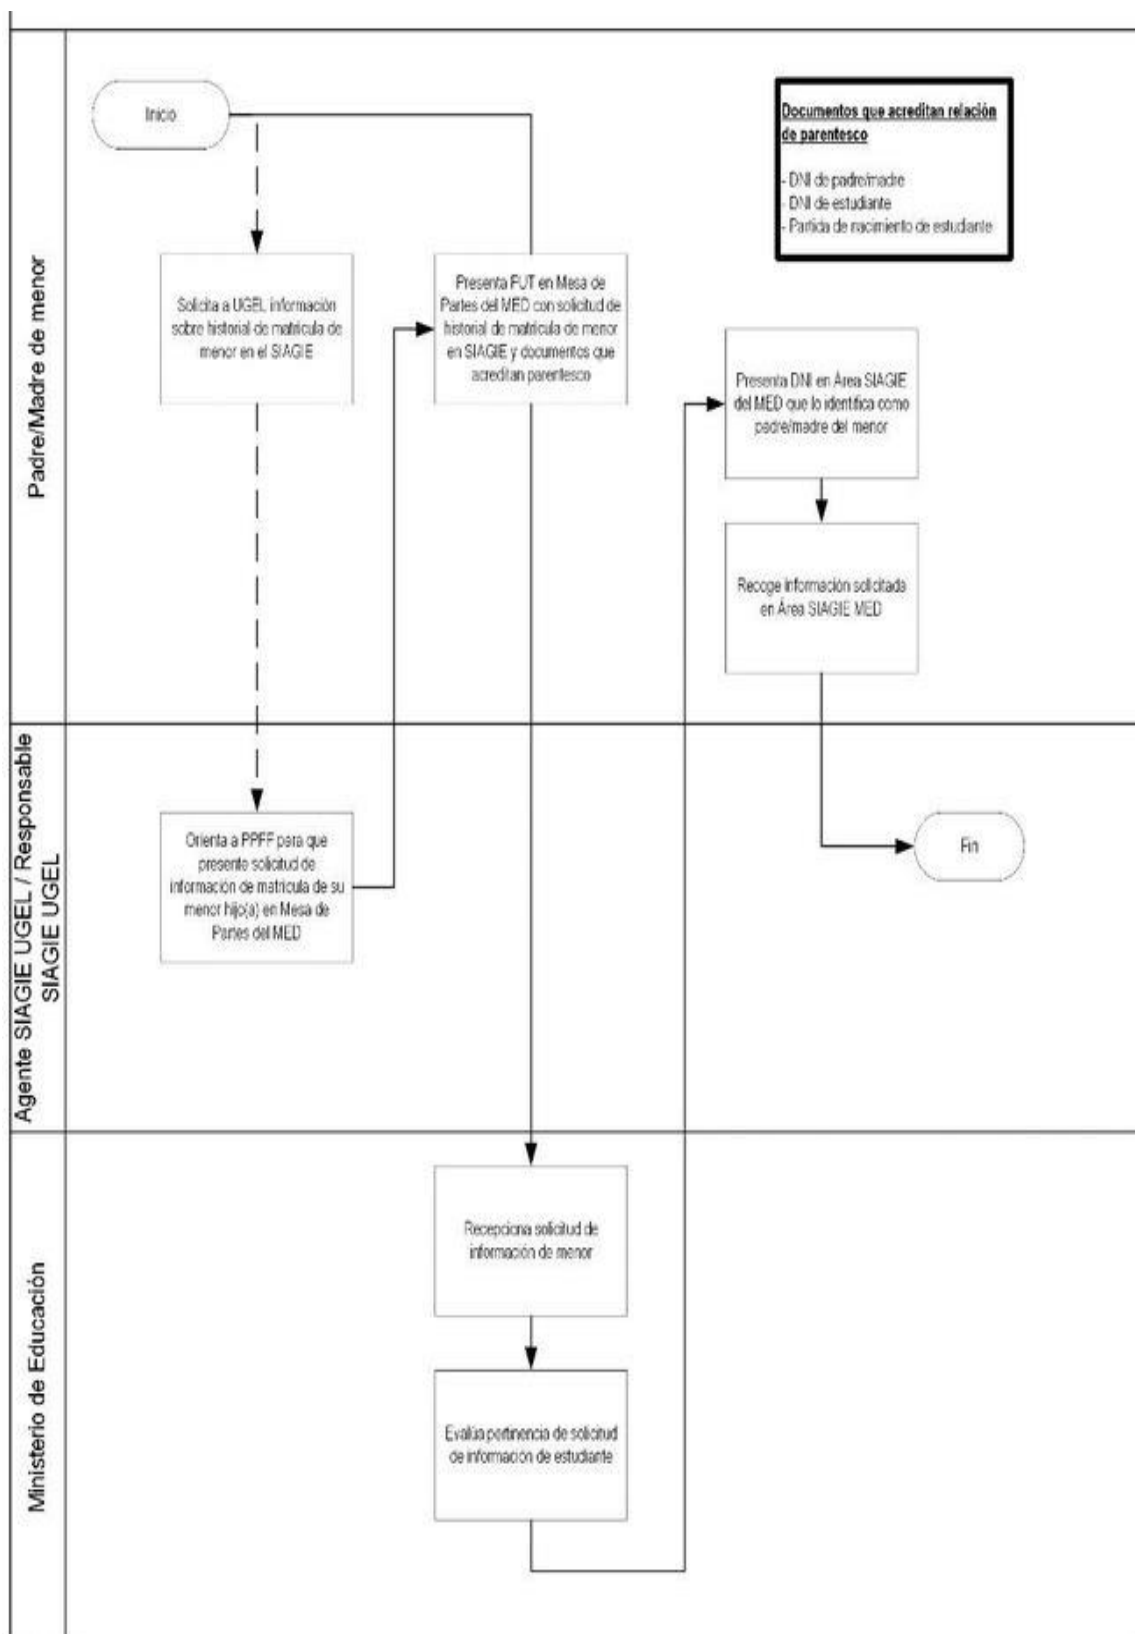 Padre/Madre de menor
Inicio
Documentos que acreditan relación
de parentesco
- DNI de padre/madre
- DNI de estudiante
- Partida de nacimiento de estudiante
Solicita a UGEL información
sobre historial de matricula de
menor en el SIAGIE
Presenta FUT en Mesa de
Partes del MED con solicitud de
historial de matricula de menor
en SIAGIE y documentos que
acreditan parentesco
Presenta DNI en Área SIAGIE
del MED que lo identifica como
padre/madre del menor
Recoge información solicitada
en Área SIAGIE MED
Agente SIAGIE UGEL / Responsable
SIAGIE UGEL
Orienta a PPFF para que
presente solicitud de
información de matricula de su
menor hijo(a) en Mesa de
Partes del MED
Fin
Ministerio de Educación
Recepciona solicitud de
información de menor
Evalúa pertinencia de solicitud
de información de estudiante